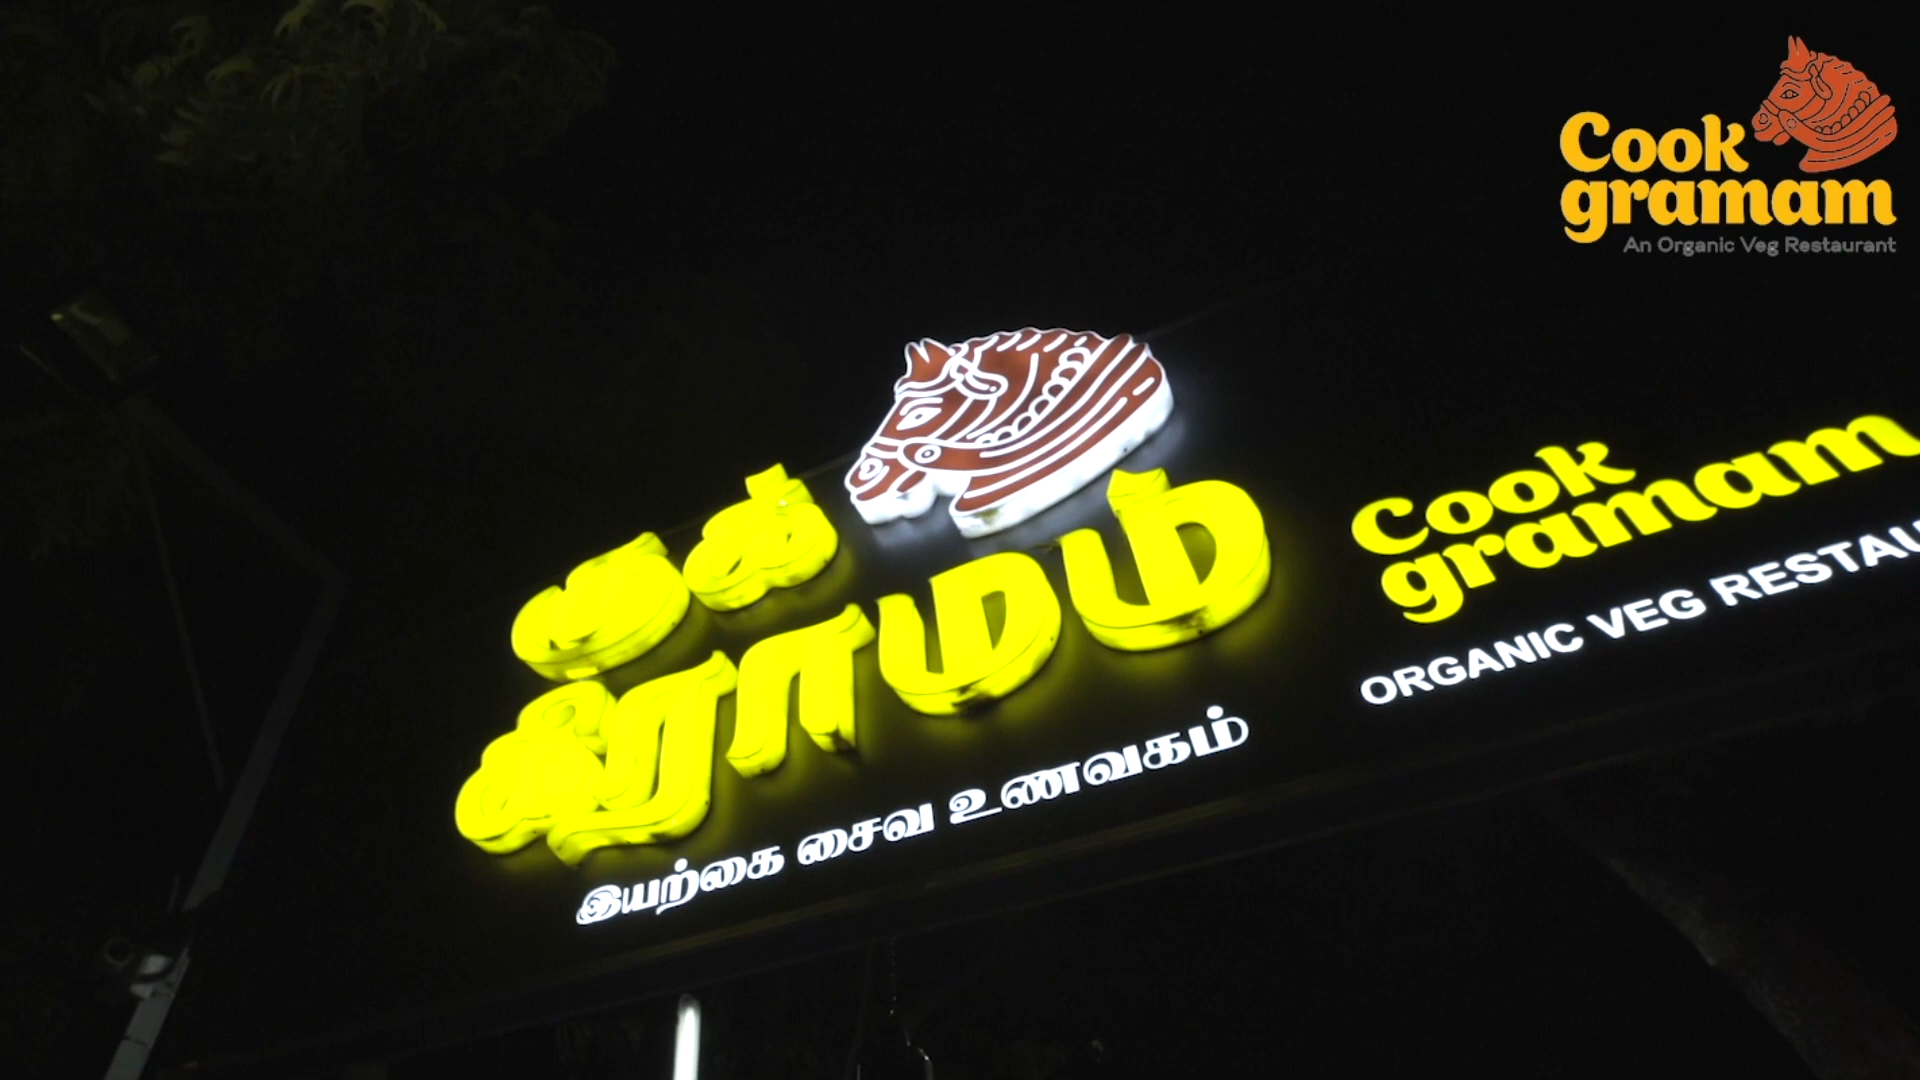 Cook
gramam
An Organic Veg Restaurant
குக்
கிராமம்
இயற்கை சைவ உணவகம்
Cook
gramam
ORGANIC VEG RESTAU